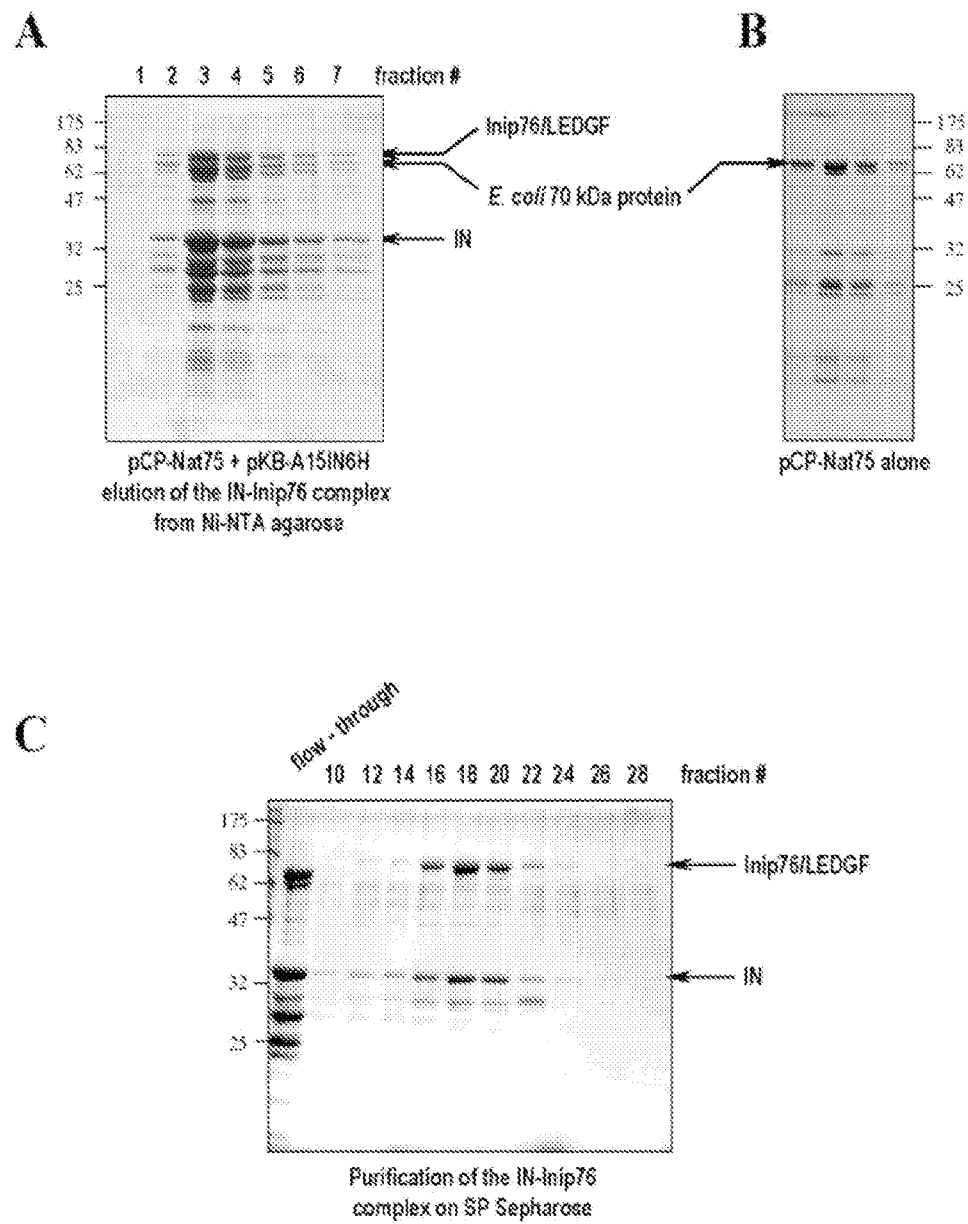 A
1 2 3 4 5 6 7 fraction #
175
83
62
47
32
25
Inip76/LEDGF
E. coli 70 kDa protein
IN
pCP-Nat75 + pKB-A15IN6H
elution of the IN-Inip76 complex
from Ni-NTA agarose
B
175
83
62
47
32
25
pCP-Nat75 alone
C
flow - through
10 12 14 16 18 20 22 24 26 28 fraction #
175
83
62
47
32
25
Inip76/LEDGF
IN
Purification of the IN-Inip76
complex on SP Sepharose